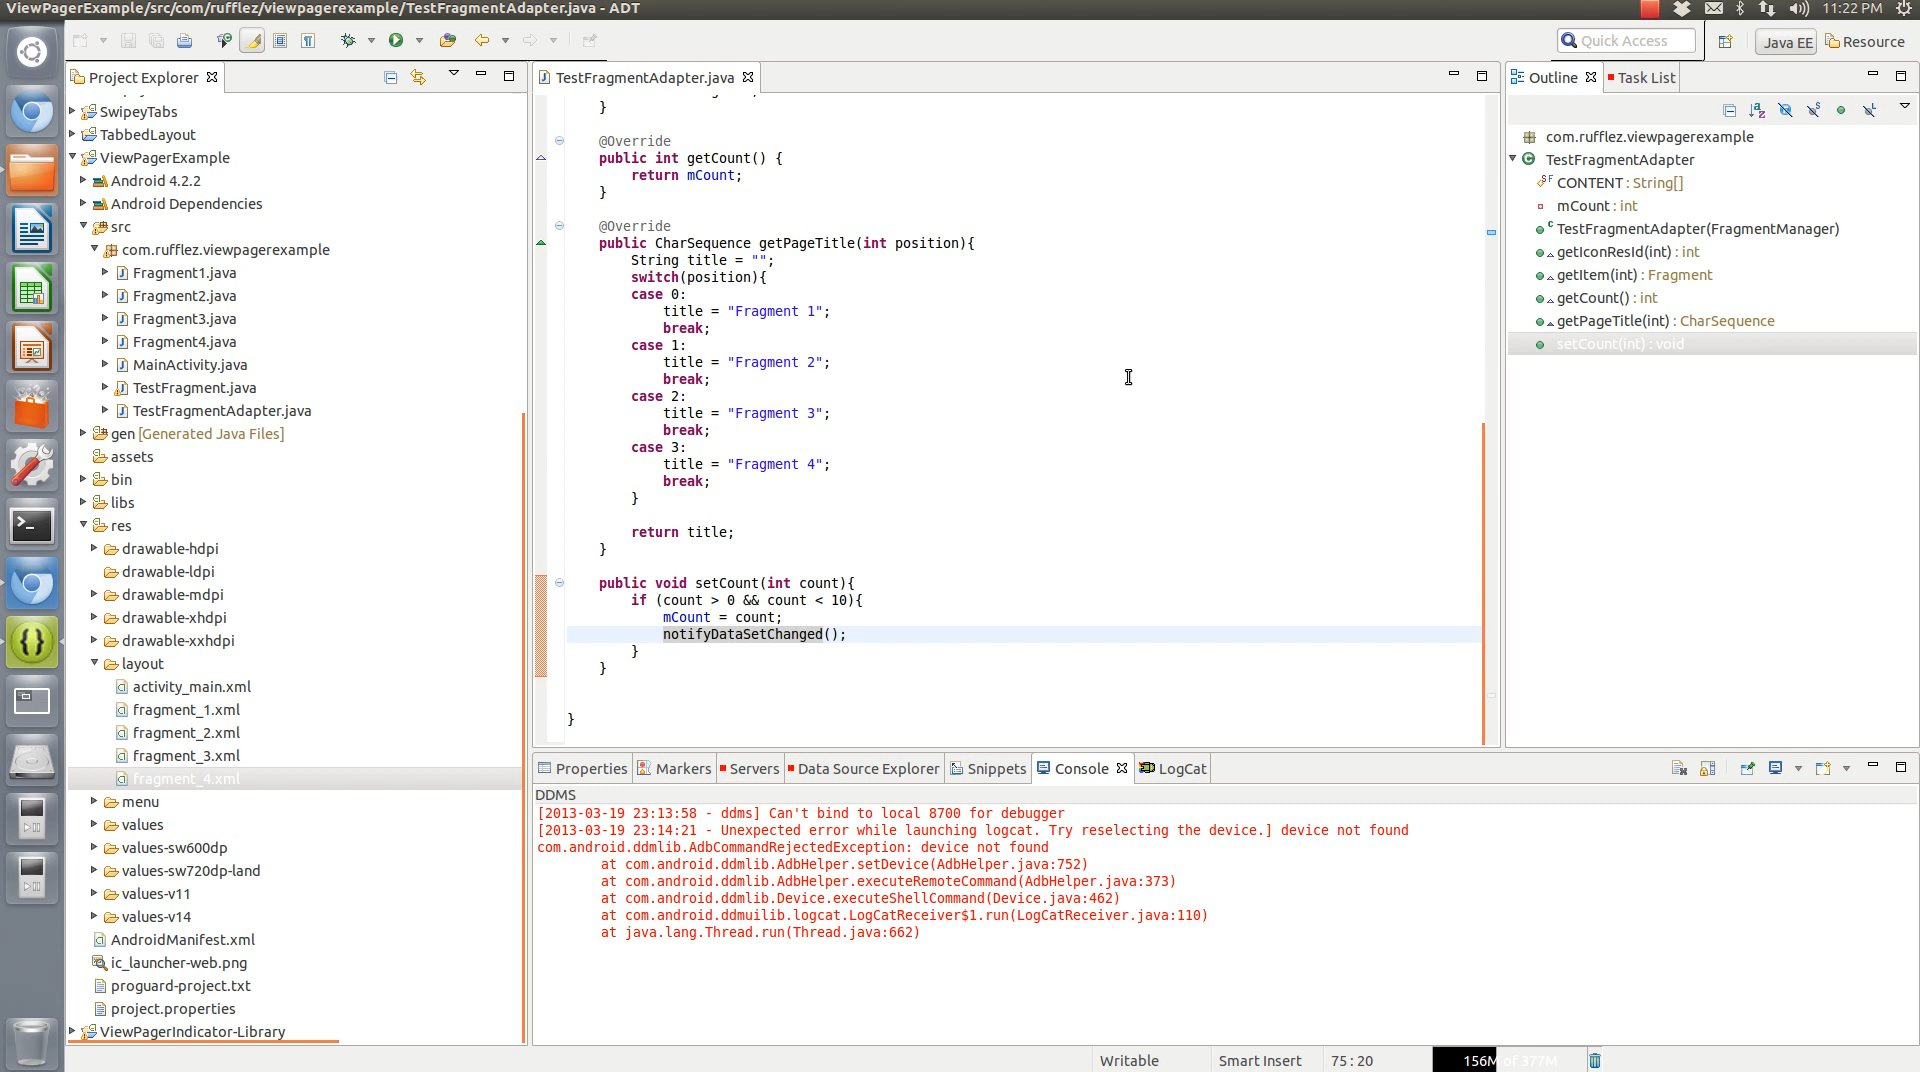 ViewPagerExample/src/com/rufflez/viewpagerexample/TestFragmentAdapter.java - ADT
11:22 PM
Quick Access
Java EE
Resource
Project Explorer
SwipeyTabs
TabbedLayout
ViewPagerExample
Android 4.2.2
Android Dependencies
src
com.rufflez.viewpagerexample
Fragment1.java
Fragment2.java
Fragment3.java
Fragment4.java
MainActivity.java
TestFragment.java
TestFragmentAdapter.java
gen [Generated Java Files]
assets
bin
libs
res
drawable-hdpi
drawable-ldpi
drawable-mdpi
drawable-xhdpi
drawable-xxhdpi
layout
activity_main.xml
fragment_1.xml
fragment_2.xml
fragment_3.xml
fragment_4.xml
menu
values
values-sw600dp
values-sw720dp-land
values-v11
values-v14
AndroidManifest.xml
ic_launcher-web.png
proguard-project.txt
project.properties
ViewPagerIndicator-Library
TestFragmentAdapter.java
}
@Override
public int getCount() {
return mCount;
}
@Override
public CharSequence getPageTitle(int position){
String title = "";
switch(position){
case 0:
title = "Fragment 1";
break;
case 1:
title = "Fragment 2";
break;
case 2:
title = "Fragment 3";
break;
case 3:
title = "Fragment 4";
break;
}
return title;
}
public void setCount(int count){
if (count > 0 && count < 10){
mCount = count;
notifyDataSetChanged();
}
}
}
Outline
Task List
com.rufflez.viewpagerexample
TestFragmentAdapter
CONTENT : String[]
mCount : int
TestFragmentAdapter(FragmentManager)
getIconResId(int) : int
getItem(int) : Fragment
getCount() : int
getPageTitle(int) : CharSequence
setCount(int) : void
Properties
Markers
Servers
Data Source Explorer
Snippets
Console
LogCat
DDMS
[2013-03-19 23:13:58 - ddms] Can't bind to local 8700 for debugger
[2013-03-19 23:14:21 - Unexpected error while launching logcat. Try reselecting the device.] device not found
com.android.ddmlib.AdbCommandRejectedException: device not found
at com.android.ddmlib.AdbHelper.setDevice(AdbHelper.java:752)
at com.android.ddmlib.AdbHelper.executeRemoteCommand(AdbHelper.java:373)
at com.android.ddmlib.Device.executeShellCommand(Device.java:462)
at com.android.ddmuilib.logcat.LogCatReceiver$1.run(LogCatReceiver.java:110)
at java.lang.Thread.run(Thread.java:662)
Writable
Smart Insert
75 : 20
156M of 377M